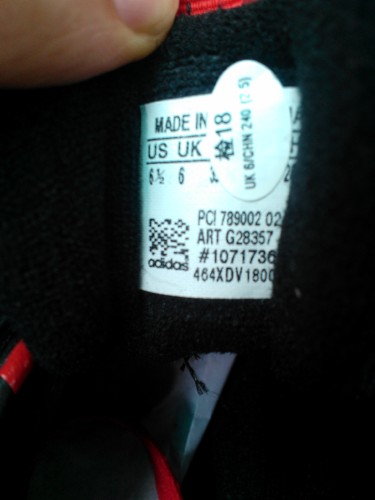 MADE IN
US UK
6½ 6
检18
UK 6/CHN 240 (2.5)
PCI 789002 02
ART G28357
#1071736
adidas
464XDV1800